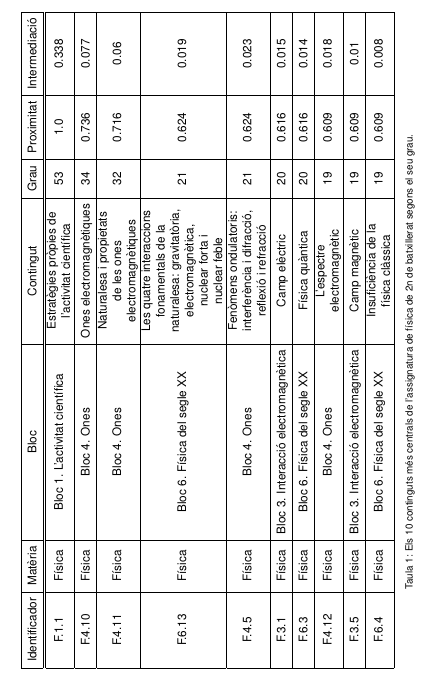 Identificador Matèria Bloc Contingut Grau Proximitat Intermediació
F.1.1 Física Bloc 1. L'activitat científica Estratègies pròpies de l'activitat científica 53 1.0 0.338
F.4.10 Física Bloc 4. Ones Ones electromagnètiques 34 0.736 0.077
F.4.11 Física Bloc 4. Ones Naturalesa i propietats de les ones electromagnètiques 32 0.716 0.06
F.6.13 Física Bloc 6. Física del segle XX Les quatre interaccions fonamentals de la naturalesa: gravitatòria, electromagnètica, nuclear forta i nuclear feble 21 0.624 0.019
F.4.5 Física Bloc 4. Ones Fenòmens ondulatoris: interferència i difracció, reflexió i refracció 21 0.624 0.023
F.3.1 Física Bloc 3. Interacció electromagnètica Camp elèctric 20 0.616 0.015
F.6.3 Física Bloc 6. Física del segle XX Física quàntica 20 0.616 0.014
F.4.12 Física Bloc 4. Ones L'espectre electromagnètic 19 0.609 0.018
F.3.5 Física Bloc 3. Interacció electromagnètica Camp magnètic 19 0.609 0.01
F.6.4 Física Bloc 6. Física del segle XX Insuficiència de la física clàssica 19 0.609 0.008
Taula 1: Els 10 continguts més centrals de l'assignatura de física de 2n de batxillerat segons el seu grau.